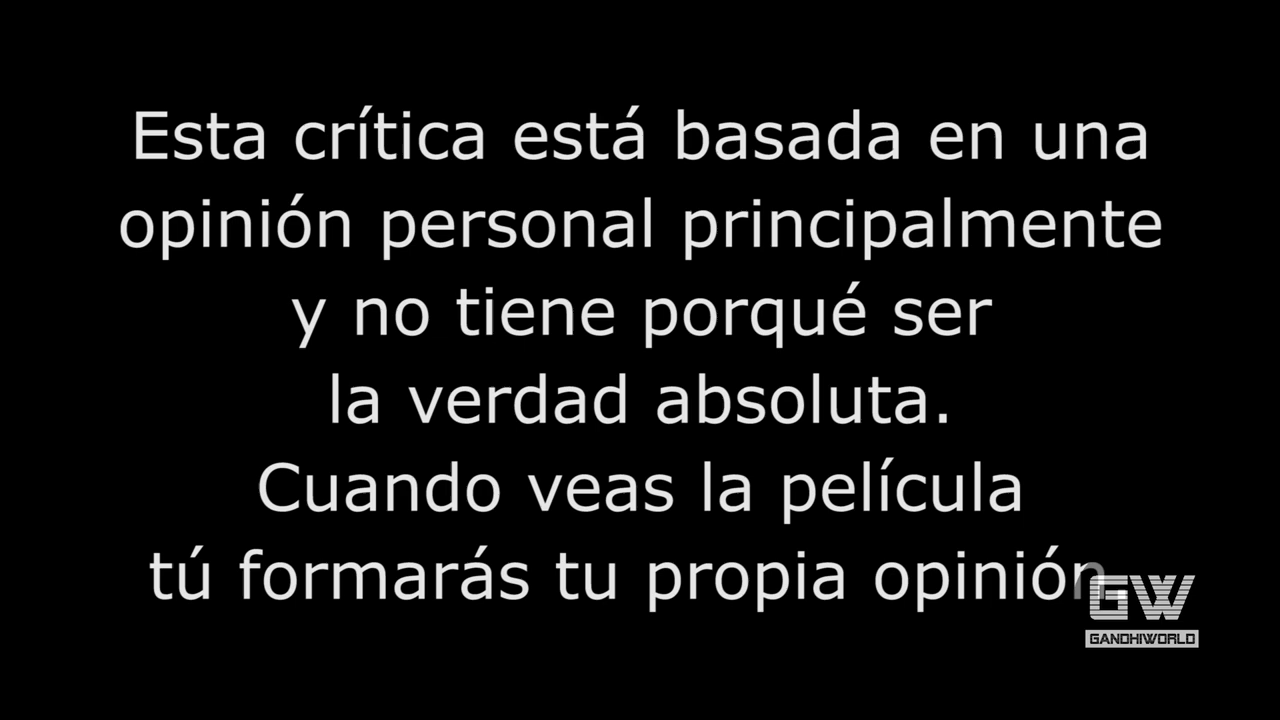 Esta crítica está basada en una
opinión personal principalmente
y no tiene porqué ser
la verdad absoluta.
Cuando veas la película
tú formarás tu propia opinión.
GW
GANDHIWORLD